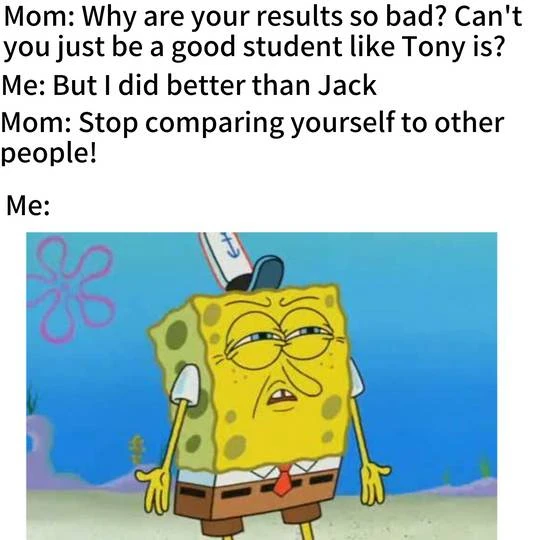 Mom: Why are your results so bad? Can't
you just be a good student like Tony is?
Me: But I did better than Jack
Mom: Stop comparing yourself to other
people!
Me: